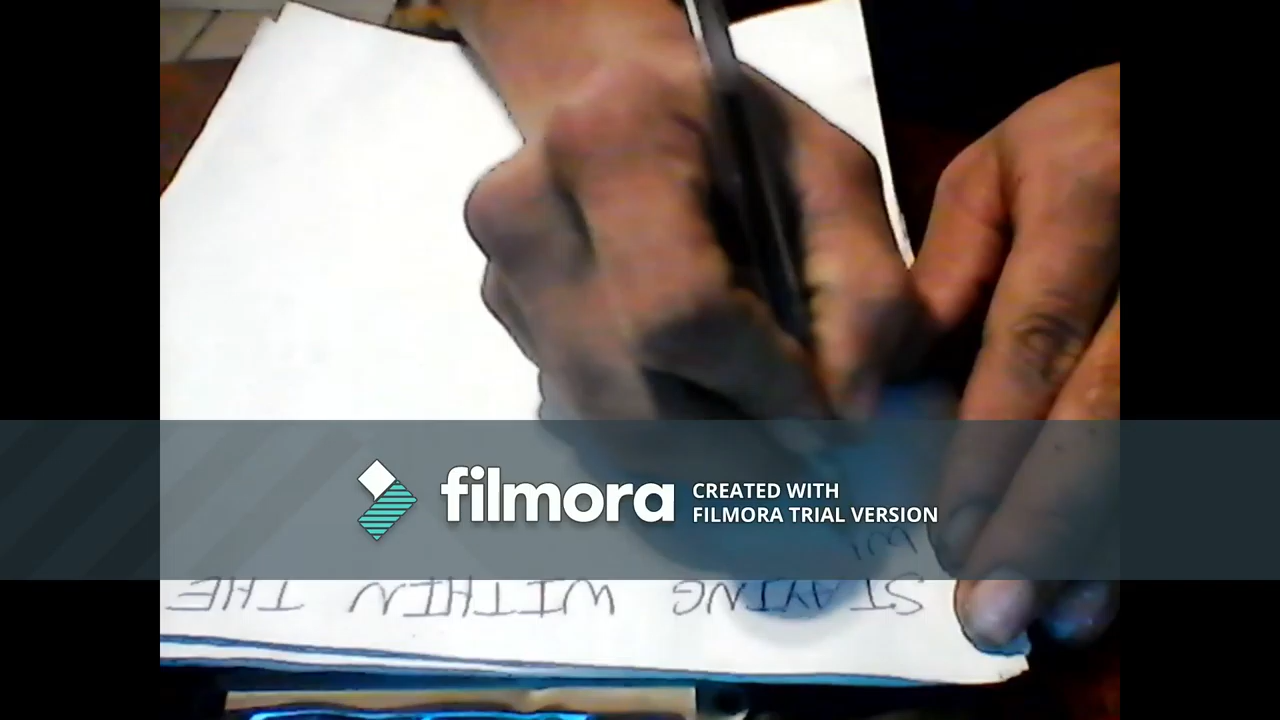 filmora
CREATED WITH
FILMORA TRIAL VERSION
STAYING WITHIN THE